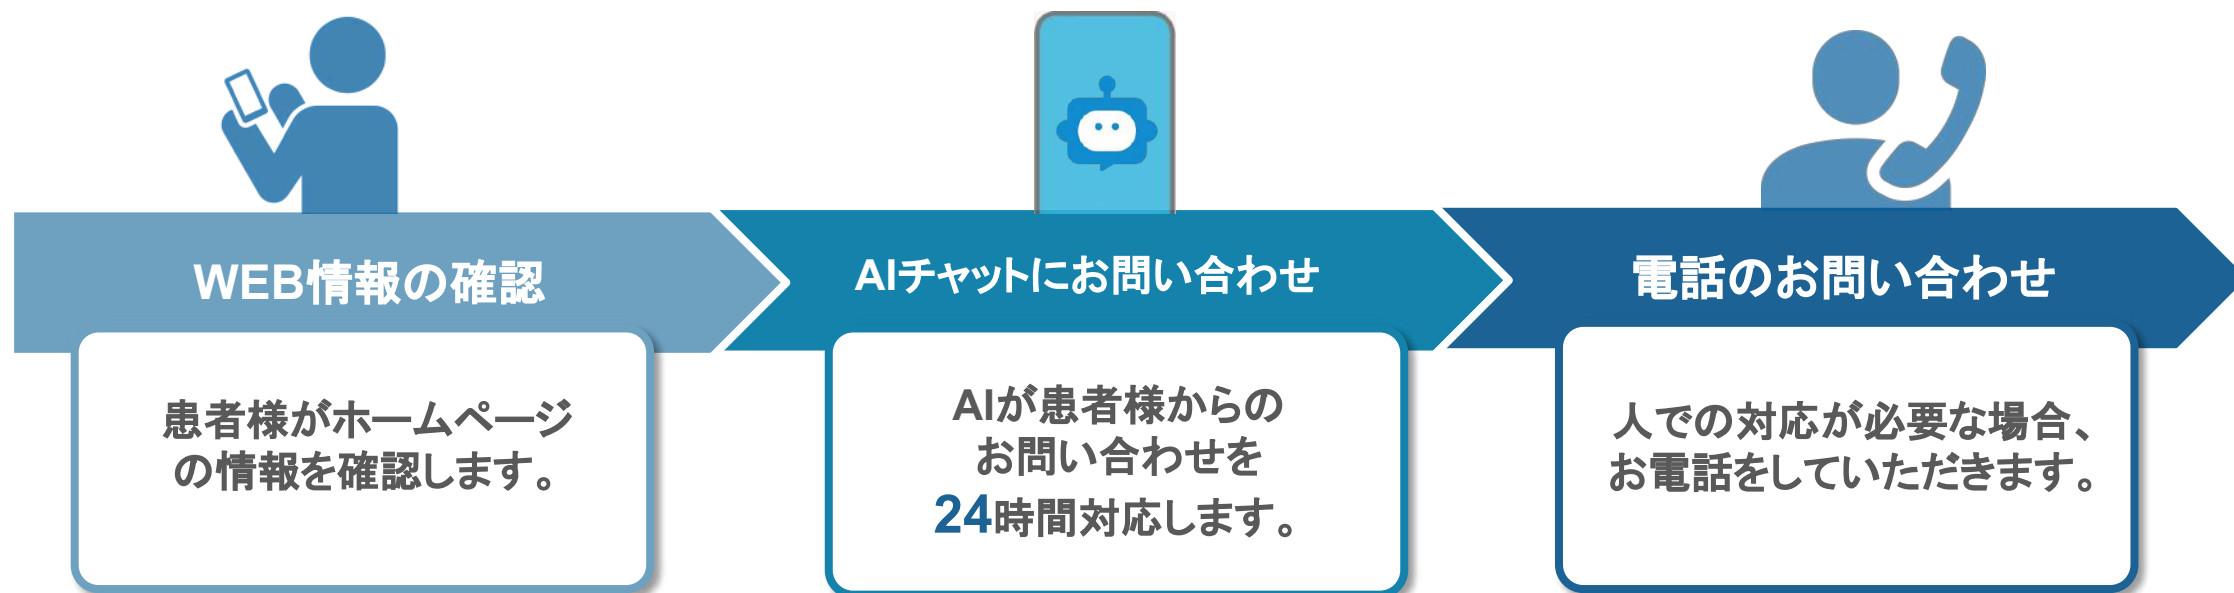 WEB情報の確認
患者様がホームページ
の情報を確認します。
AIチャットにお問い合わせ
AIが患者様からの
お問い合わせを
24時間対応します。
電話のお問い合わせ
人での対応が必要な場合、
お電話をしていただきます。